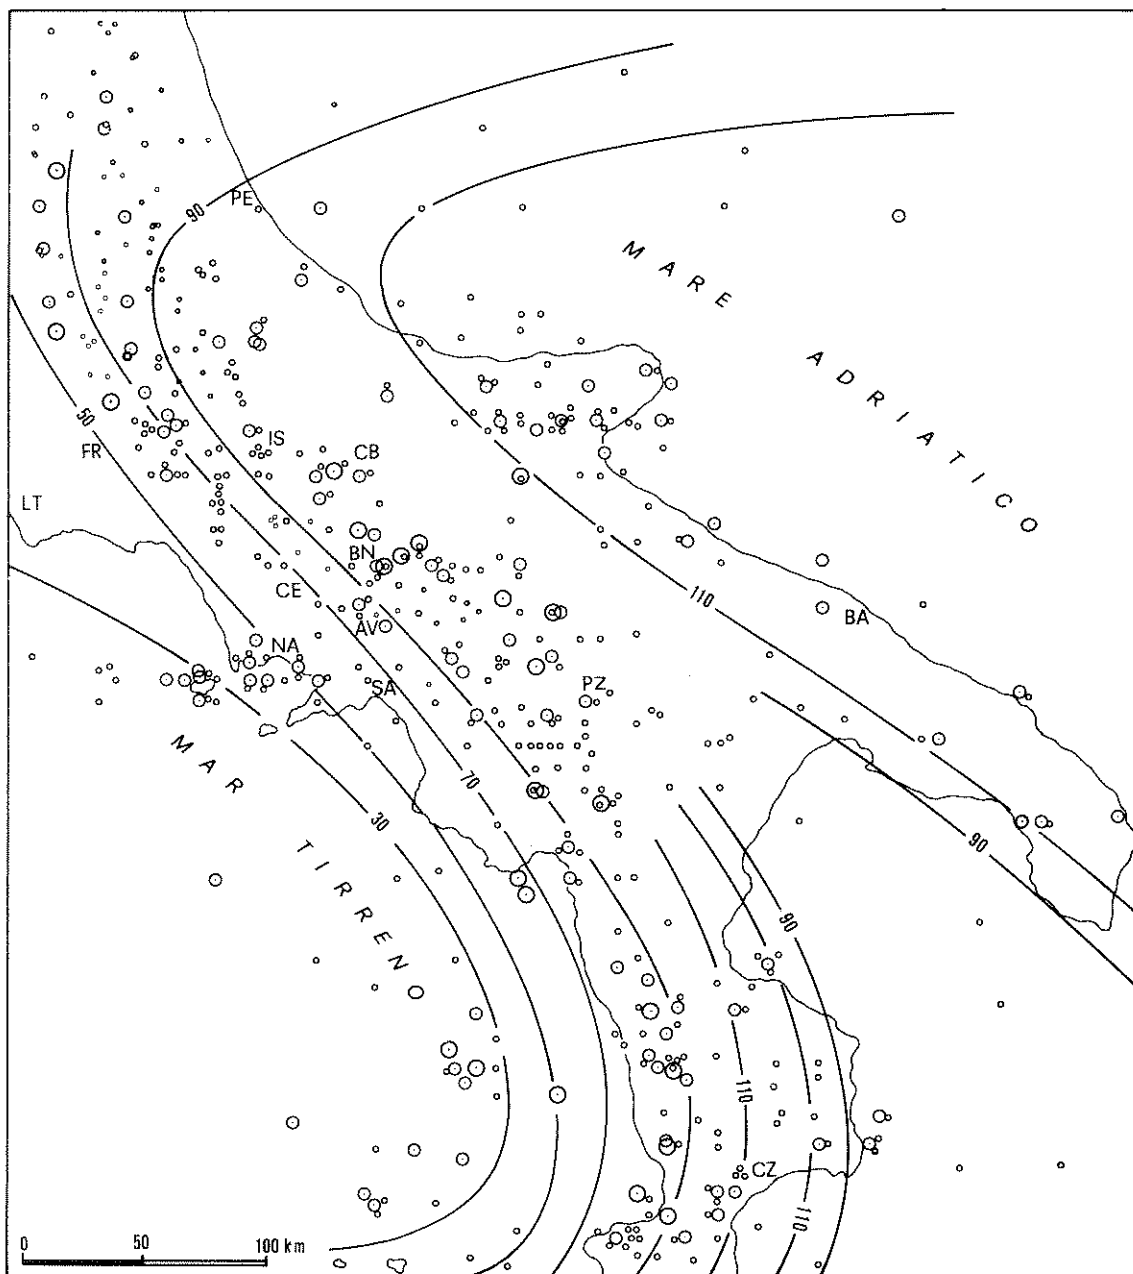 PE
90
MARE ADRIATICO
50
FR
IS
CB
LT
BN
CE
110
BA
AV
NA
SA
PZ
MAR TIRRENO
70
30
90
90
110
CZ
110
0 50 100 km